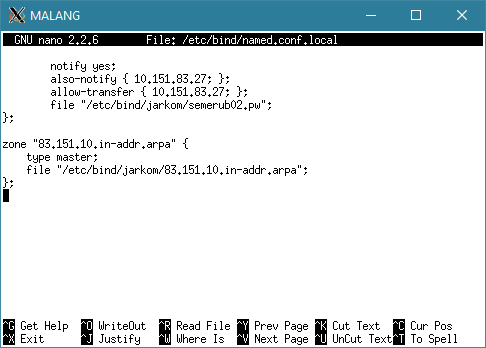 MALANG
GNU nano 2.2.6 File: /etc/bind/named.conf.local
notify yes;
also-notify { 10.151.83.27; };
allow-transfer { 10.151.83.27; };
file "/etc/bind/jarkom/semerub02.pw";
};
zone "83.151.10.in-addr.arpa" {
type master;
file "/etc/bind/jarkom/83.151.10.in-addr.arpa";
};
^G Get Help ^O WriteOut ^R Read File ^Y Prev Page ^K Cut Text ^C Cur Pos
^X Exit ^J Justify ^W Where Is ^V Next Page ^U UnCut Text ^T To Spell